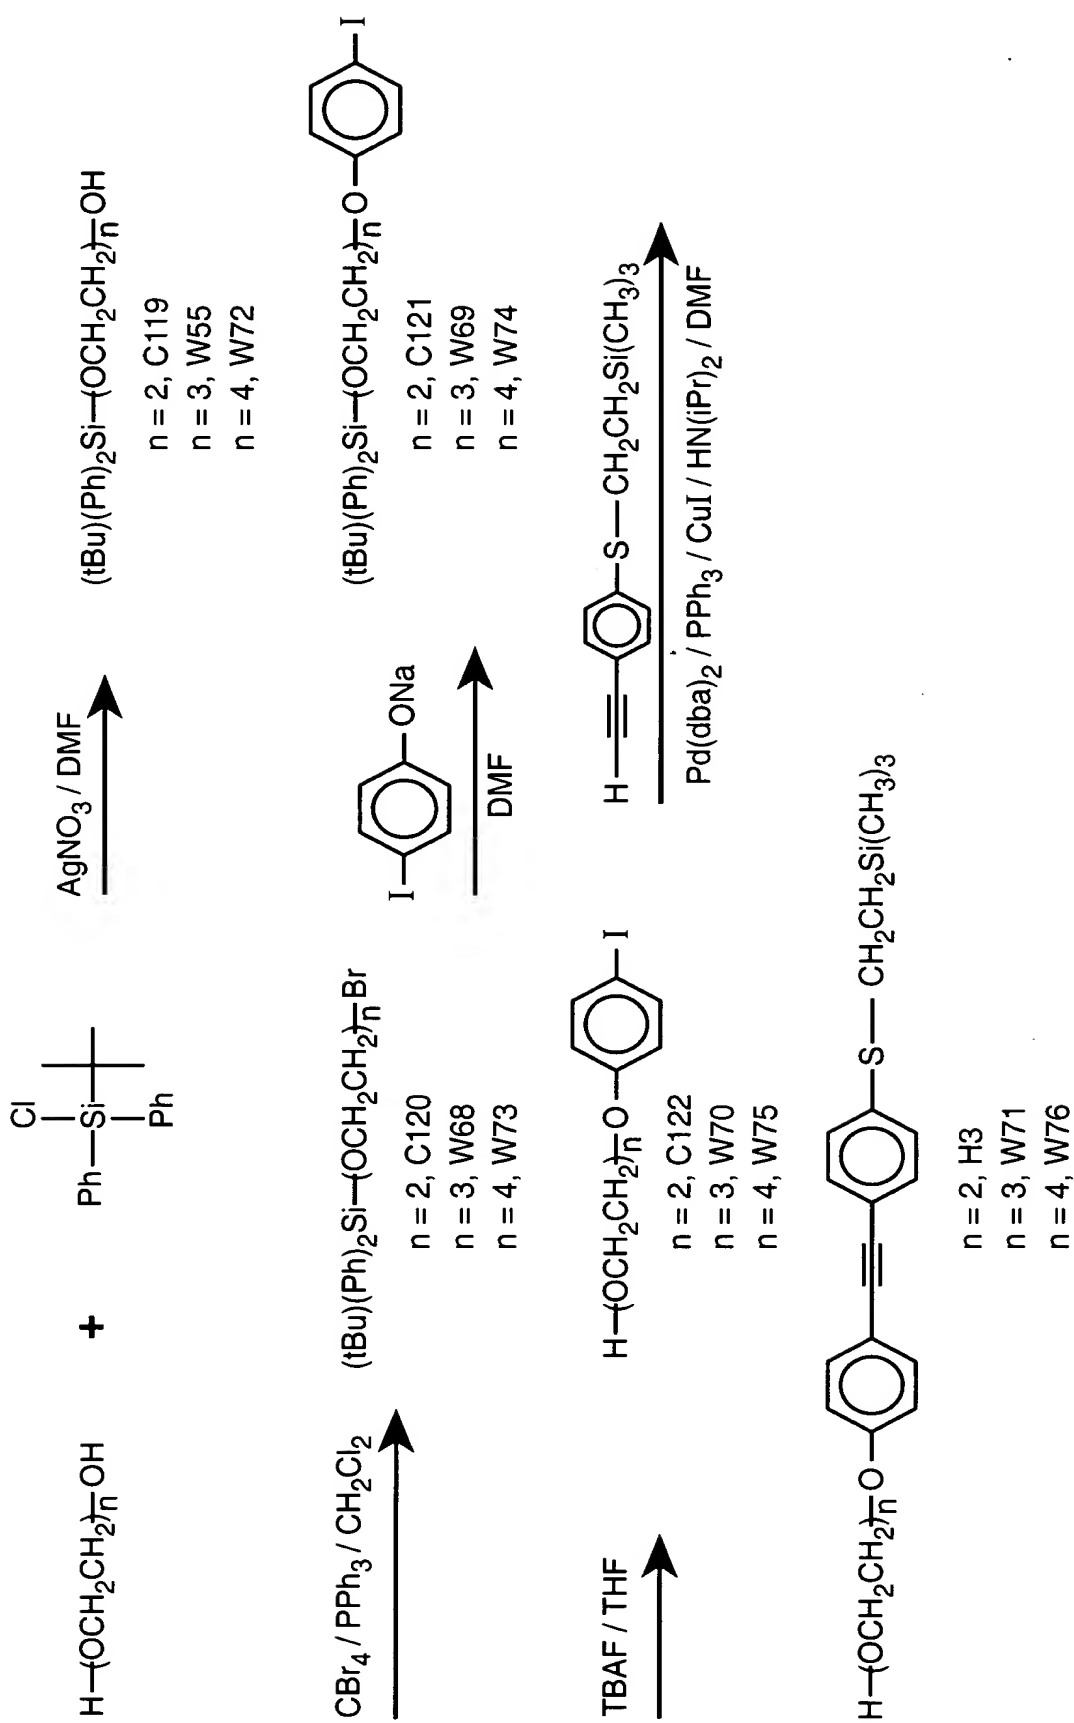 H-(OCH2CH2)n-OH + Ph-Si Cl Ph
AgNO3 / DMF
(tBu)(Ph)2Si-(OCH2CH2)n-OH
n = 2, C119
n = 3, W55
n = 4, W72
CBr4 / PPh3 / CH2Cl2
(tBu)(Ph)2Si-(OCH2CH2)n-Br
n = 2, C120
n = 3, W68
n = 4, W73
I ONa
DMF
(tBu)(Ph)2Si-(OCH2CH2)n-O I
n = 2, C121
n = 3, W69
n = 4, W74
TBAF / THF
H-(OCH2CH2)n-O I
n = 2, C122
n = 3, W70
n = 4, W75
H S-CH2CH2Si(CH3)3
Pd(dba)2 / PPh3 / CuI / HN(iPr)2 / DMF
H-(OCH2CH2)n-O S-CH2CH2Si(CH3)3
n = 2, H3
n = 3, W71
n = 4, W76